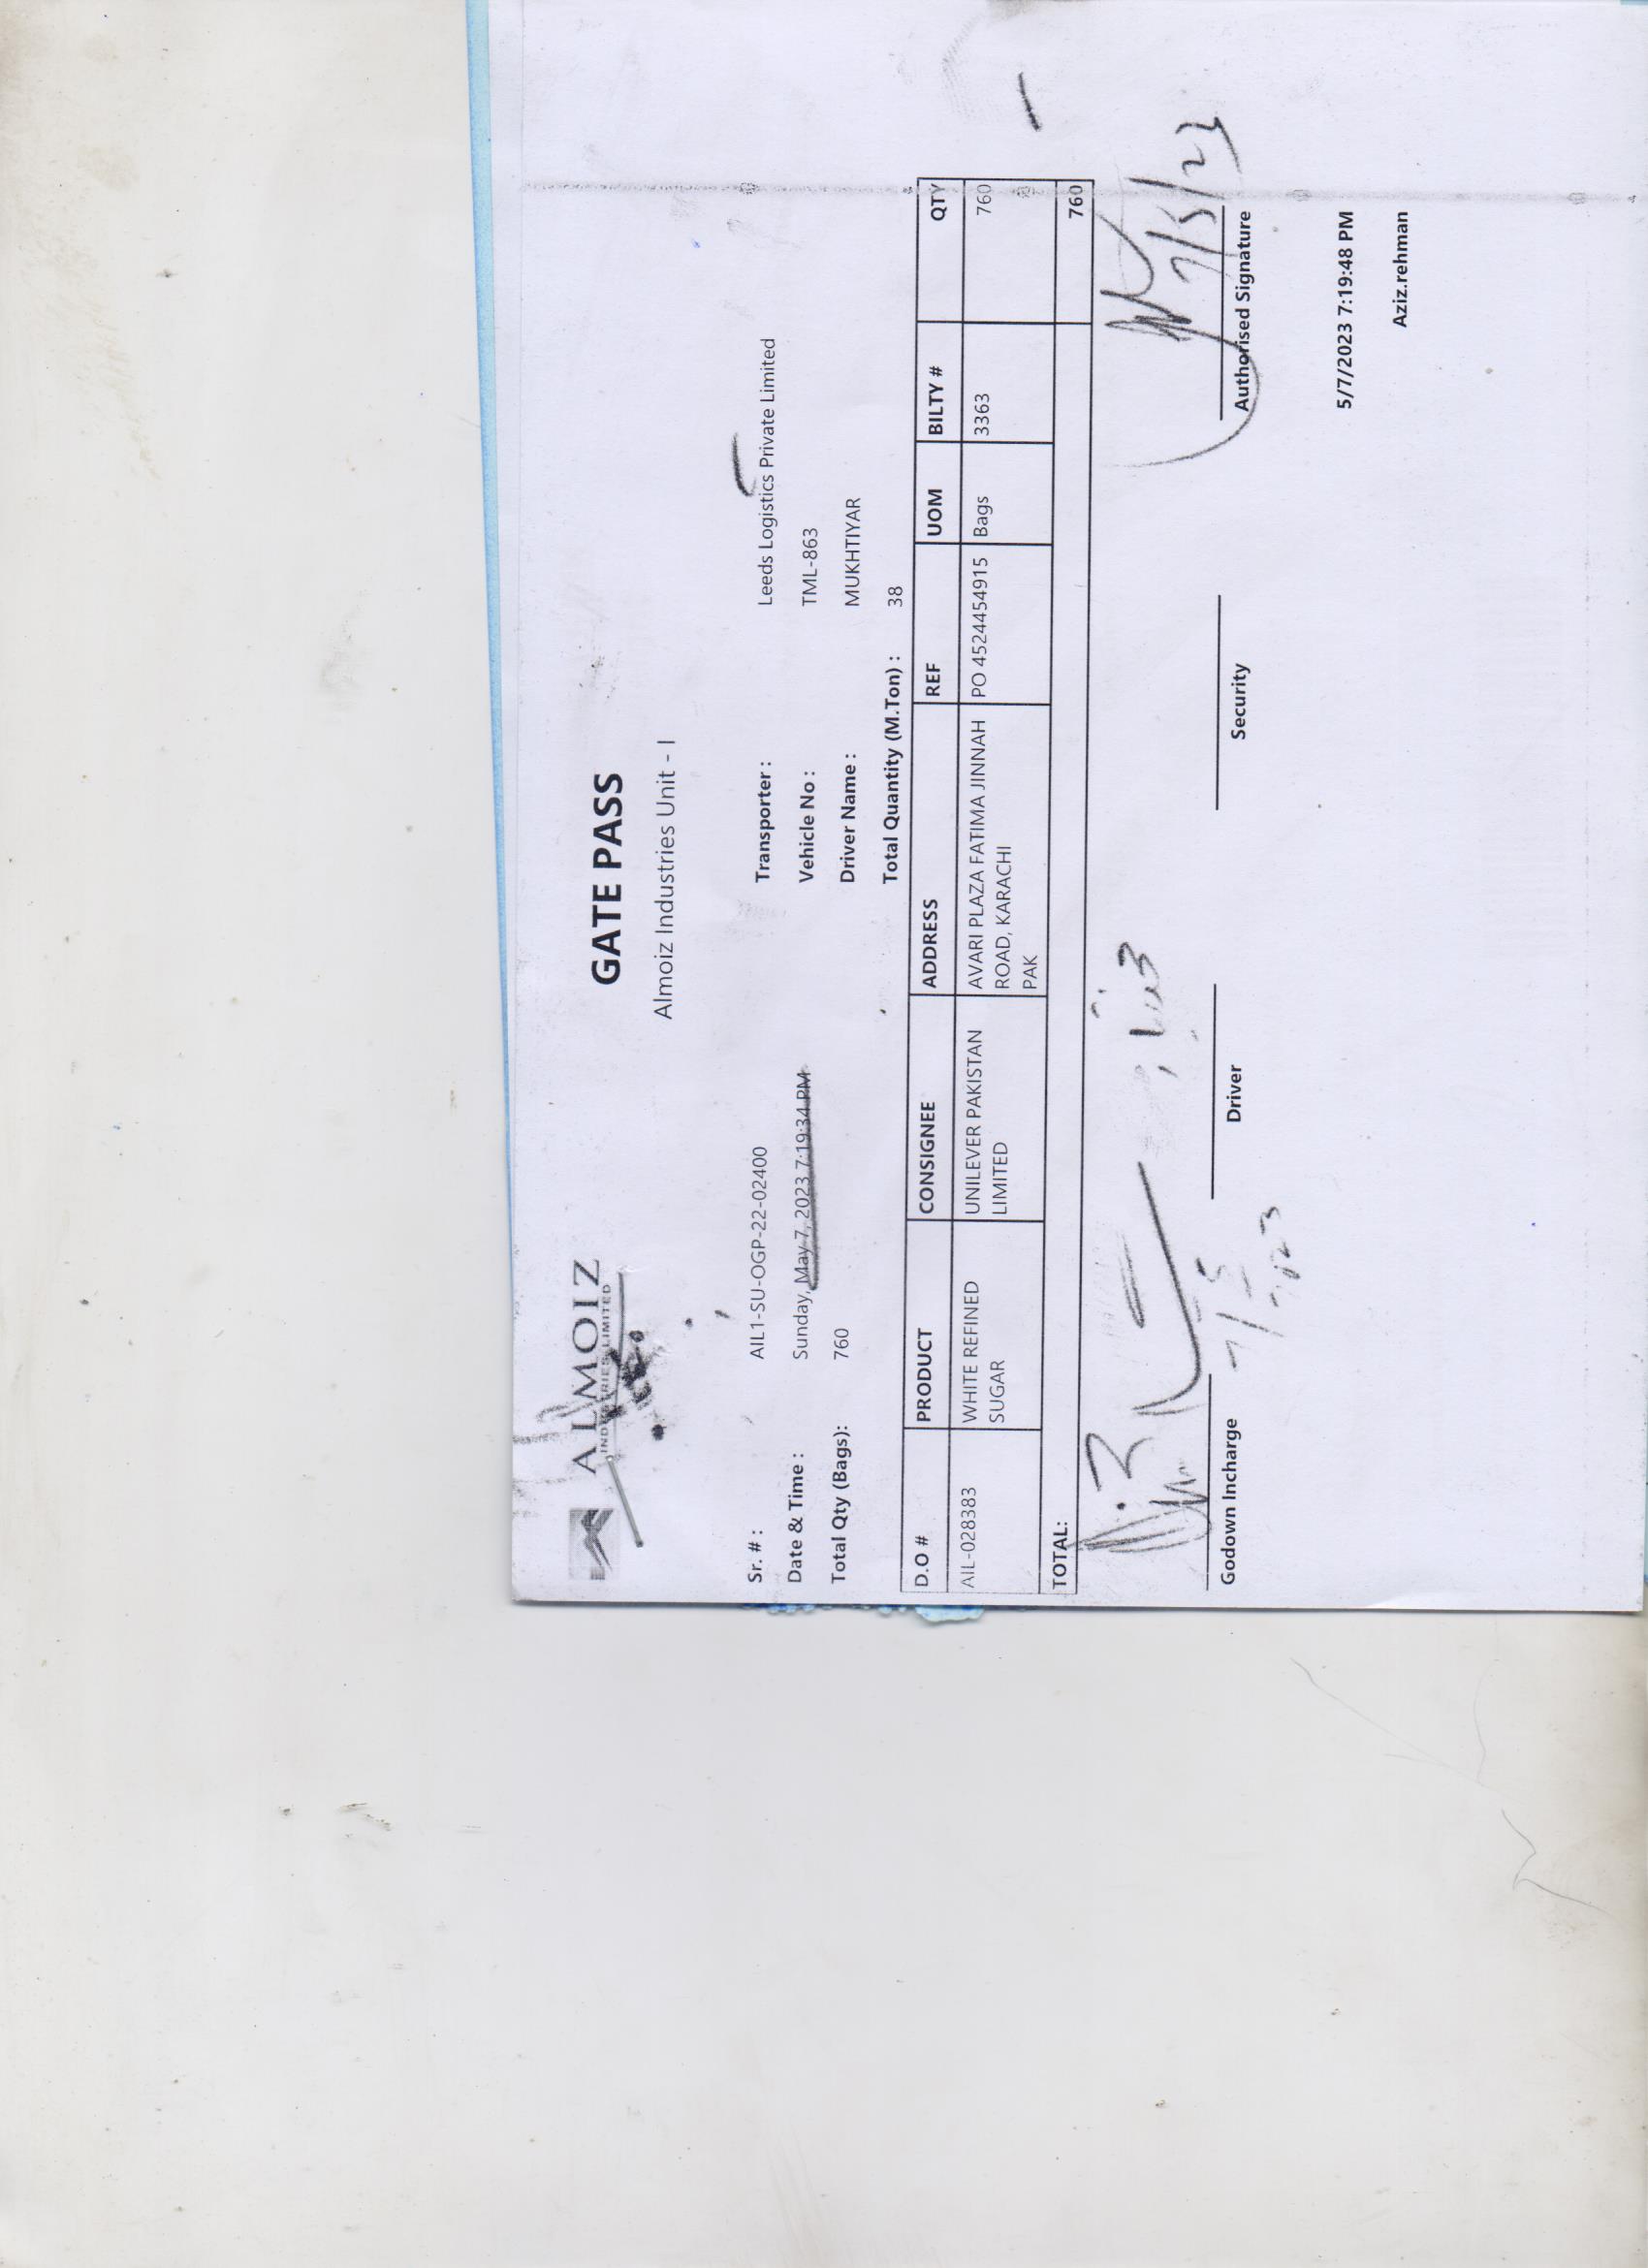 ALMOIZ
INDUSTRIES LIMITED
GATE PASS
Almoiz Industries Unit - I
Sr. # : AIL1-SU-OGP-22-02400 Transporter : Leeds Logistics Private Limited
Date & Time : Sunday, May 7, 2023 7:19:34 PM Vehicle No : TML-863
Total Qty (Bags): 760 Driver Name : MUKHTIYAR
Total Quantity (M.Ton) : 38
D.O # PRODUCT CONSIGNEE ADDRESS REF UOM BILTY # QTY
AIL-028383 WHITE REFINED UNILEVER PAKISTAN AVARI PLAZA FATIMA JINNAH PO 4524454915 Bags 3363 760
SUGAR LIMITED ROAD, KARACHI
PAK
TOTAL: 760
7/5/23
Godown Incharge Driver Security Authorised Signature
7/5
5/7/2023 7:19:48 PM
Aziz.rehman